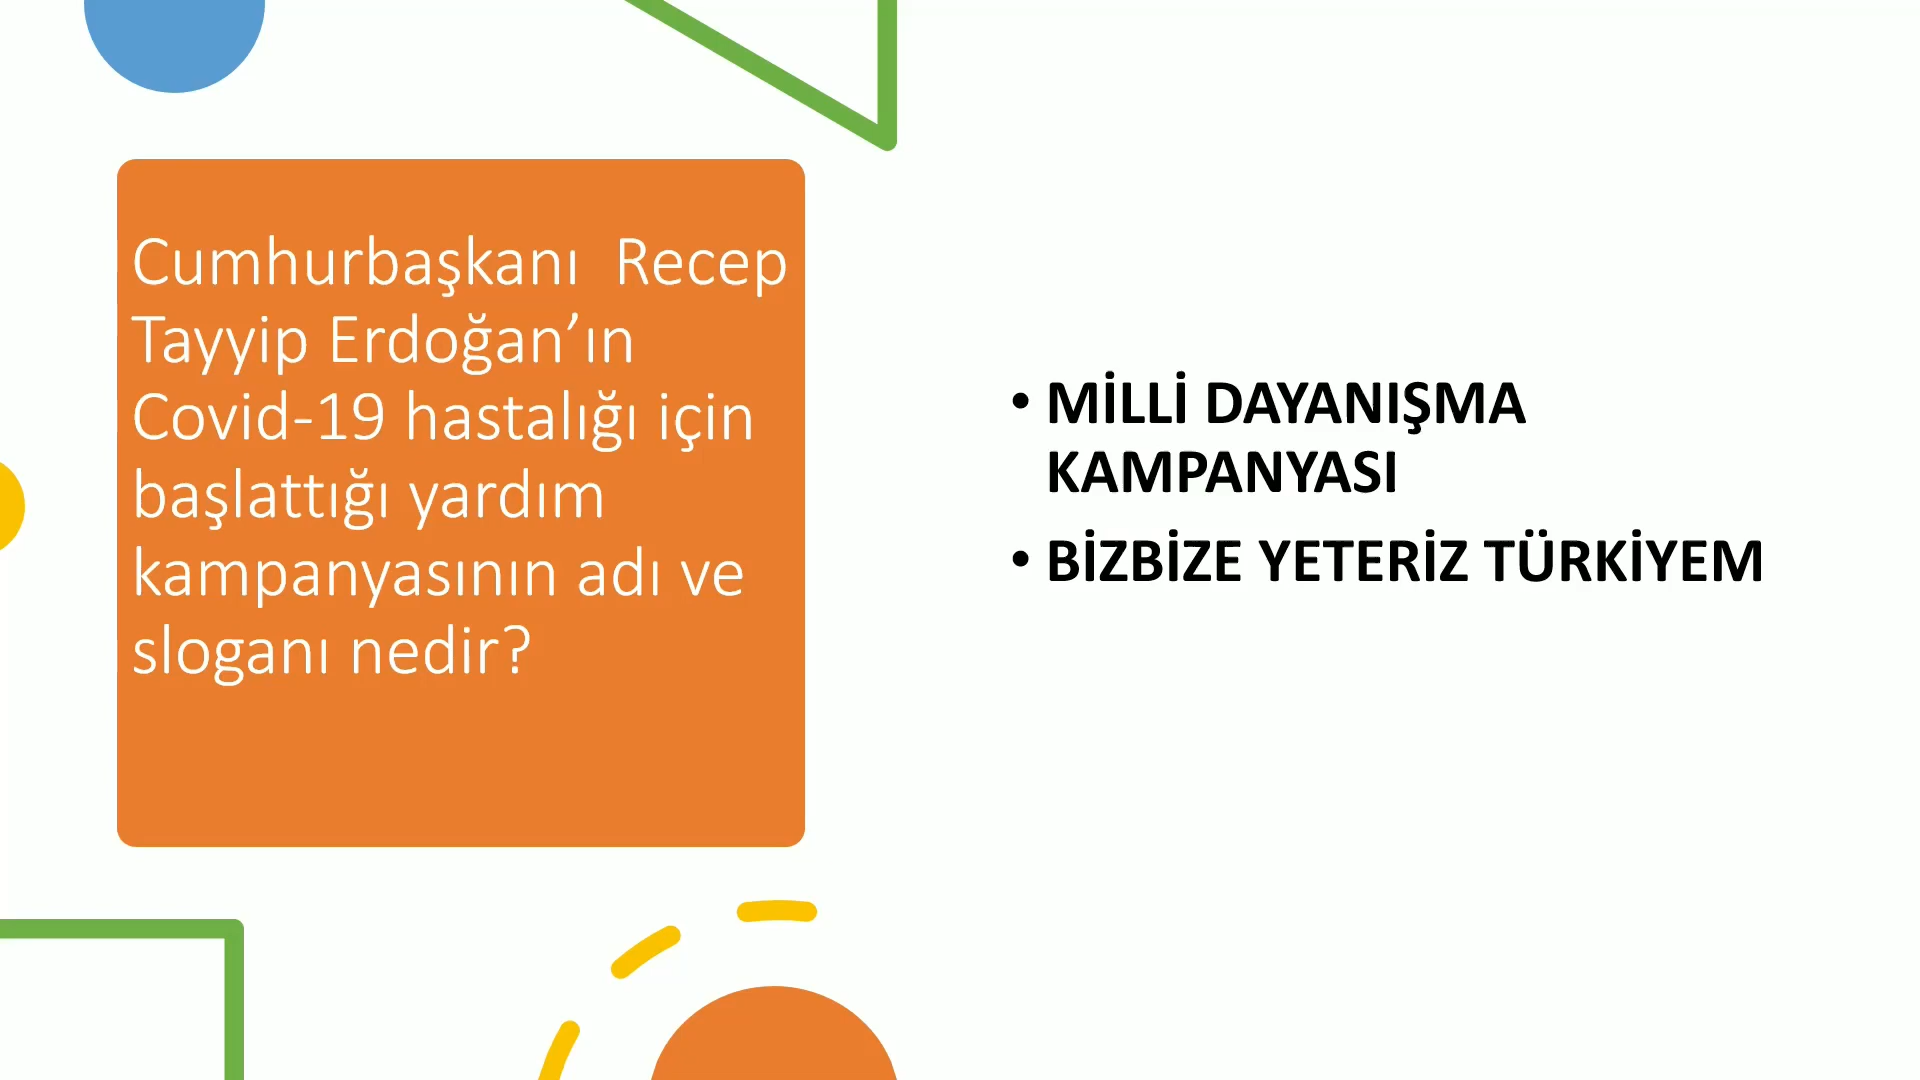 Cumhurbaşkanı  Recep
Tayyip Erdoğan’ın
Covid-19 hastalığı için
başlattığı yardım
kampanyasının adı ve
sloganı nedir?
• MİLLİ DAYANIŞMA
KAMPANYASI
• BİZBİZE YETERİZ TÜRKİYEM